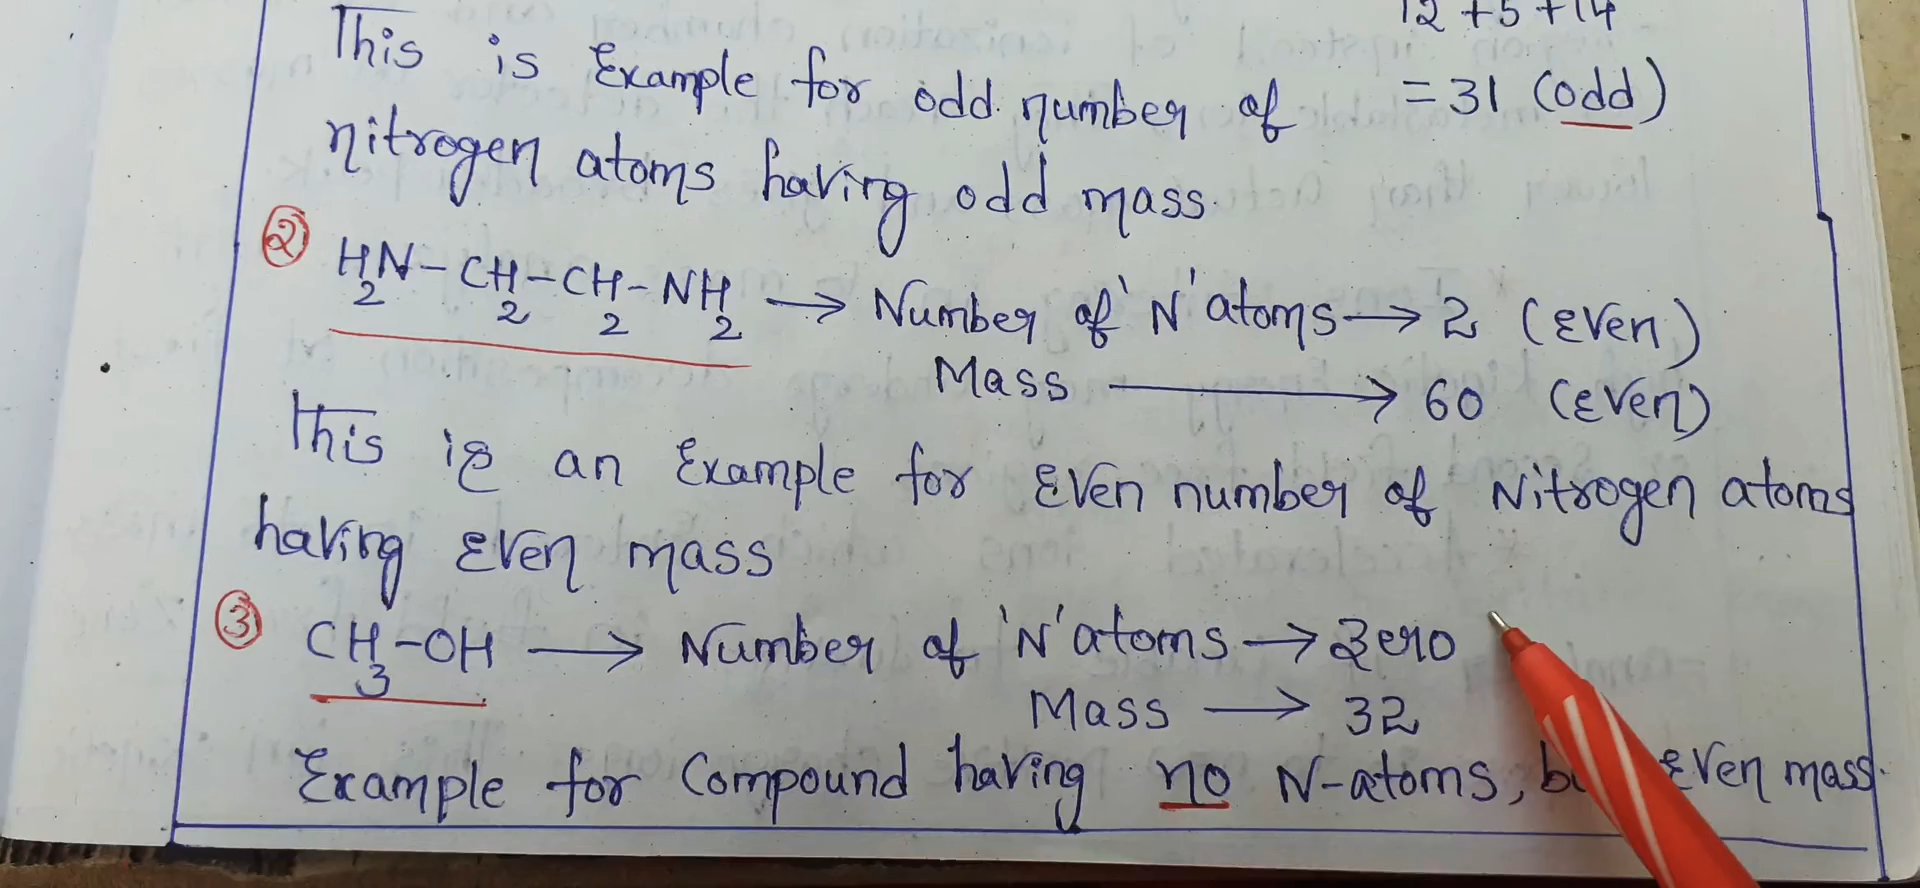 12 +5 +14
This is Example for odd number of = 31 (odd)
nitrogen atoms having odd mass.
② H2N-CH2-CH2-NH2 → Number of 'N' atoms → 2 (Even)
Mass → 60 (Even)
This is an Example for Even number of Nitrogen atoms
having Even mass
③ CH3-OH → Number of 'N' atoms → Zero
Mass → 32
Example for Compound having no N-atoms, Even mass.